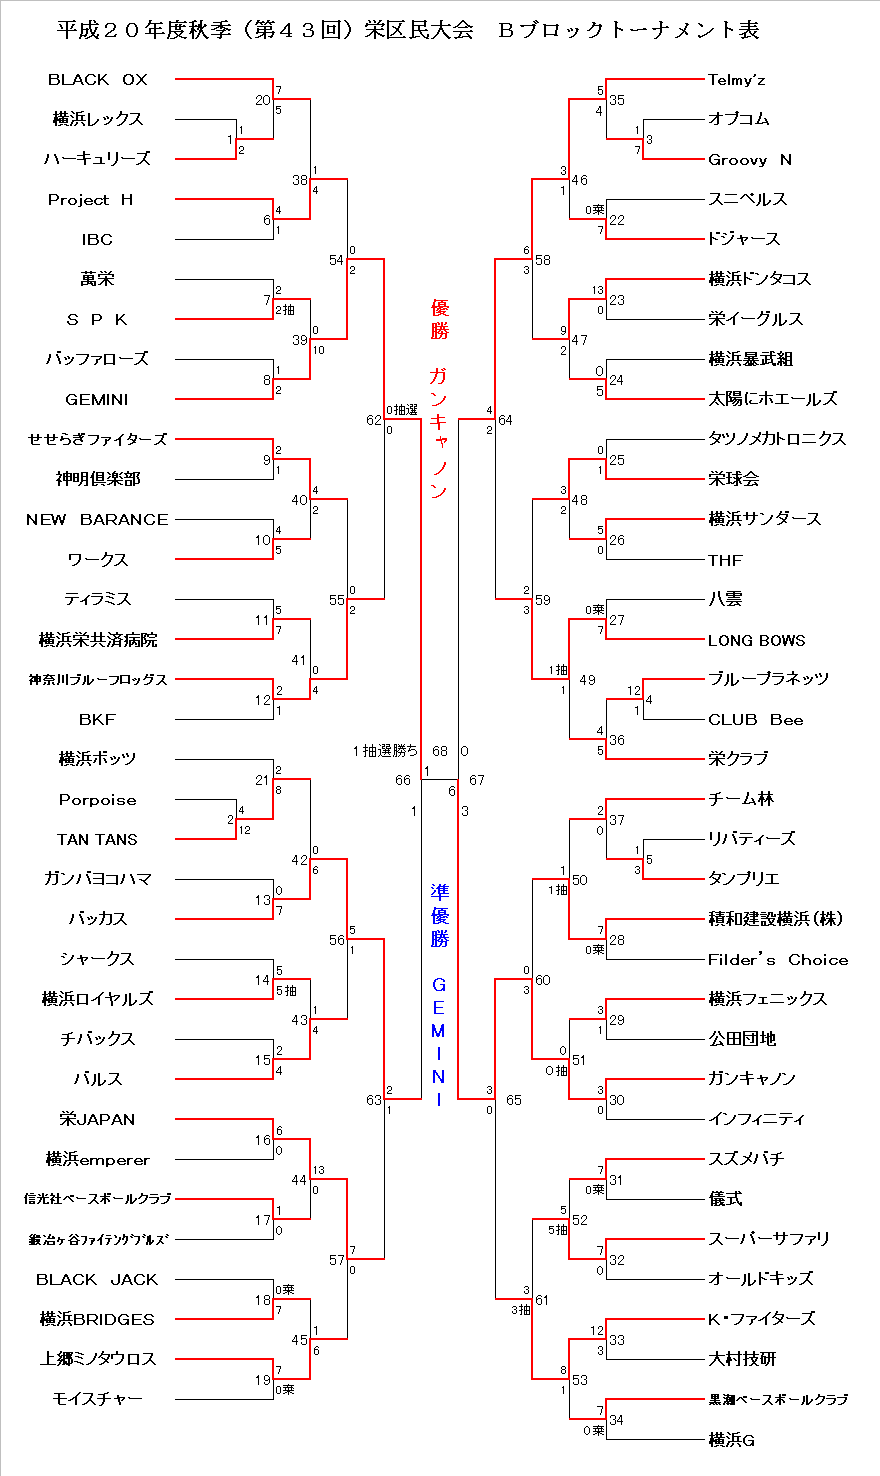 平成２０年度秋季（第４３回）栄区民大会　Ｂブロックトーナメント表
BLACK OX
横浜レックス
ハーキュリーズ
Project H
IBC
萬栄
Ｓ Ｐ Ｋ
バッファローズ
GEMINI
せせらぎファイターズ
神明倶楽部
NEW BARANCE
ワークス
ティラミス
横浜栄共済病院
神奈川ブルーフロッグス
BKF
横浜ボッツ
Porpoise
TAN TANS
ガンバヨコハマ
バッカス
シャークス
横浜ロイヤルズ
チバックス
バルス
栄JAPAN
横浜emperer
信光社ベースボールクラブ
鍛冶ヶ谷ﾌｧｲﾃﾝｸﾞﾌﾞﾙｽﾞ
BLACK JACK
横浜BRIDGES
上郷ミノタウロス
モイスチャー
7
20
5
1
1
2
1
38
4
4
6
1
0
54
2
2
7
2抽
0
39
10
1
8
2
0抽選
62
0
2
9
1
4
40
2
4
10
5
0
55
2
5
11
7
41
0
4
2
12
1
1抽選勝ち
66
1
2
21
8
4
2
12
0
42
6
0
13
7
5
56
1
5
14
5抽
1
43
4
2
15
4
2
63
1
6
16
0
13
44
0
1
17
0
7
57
0
0棄
18
7
1
45
6
7
19
0棄
優勝　ガンキャノン
準優勝　ＧＥＭＩＮＩ
68
1
6
0
67
3
Telmy'z
オブコム
Groovy N
スニベルス
ドジャース
横浜ドンタコス
栄イーグルス
横浜暴武組
太陽にホエールズ
タツノメカトロニクス
栄球会
横浜サンダース
THF
八雲
LONG BOWS
ブループラネッツ
CLUB Bee
栄クラブ
チーム林
リバティーズ
タンプリエ
積和建設横浜（株）
Filder's Choice
横浜フェニックス
公田団地
ガンキャノン
インフィニティ
スズメバチ
儀式
スーパーサファリ
オールドキッズ
Ｋ・ファイターズ
大村技研
黒瀬ベースボールクラブ
横浜Ｇ
5
35
4
1
3
7
3
46
1
0棄
22
7
6
58
3
13
23
0
9
47
2
0
24
5
4
64
2
0
25
1
3
48
2
5
26
0
2
59
3
0棄
27
7
1抽
49
1
12
4
1
4
36
5
2
37
0
1
5
3
1
50
1抽
7
28
0棄
0
60
3
3
29
1
0
51
0抽
3
30
0
3
65
0
7
31
0棄
5
52
5抽
7
32
0
3
61
3抽
12
33
3
8
53
1
7
34
0棄